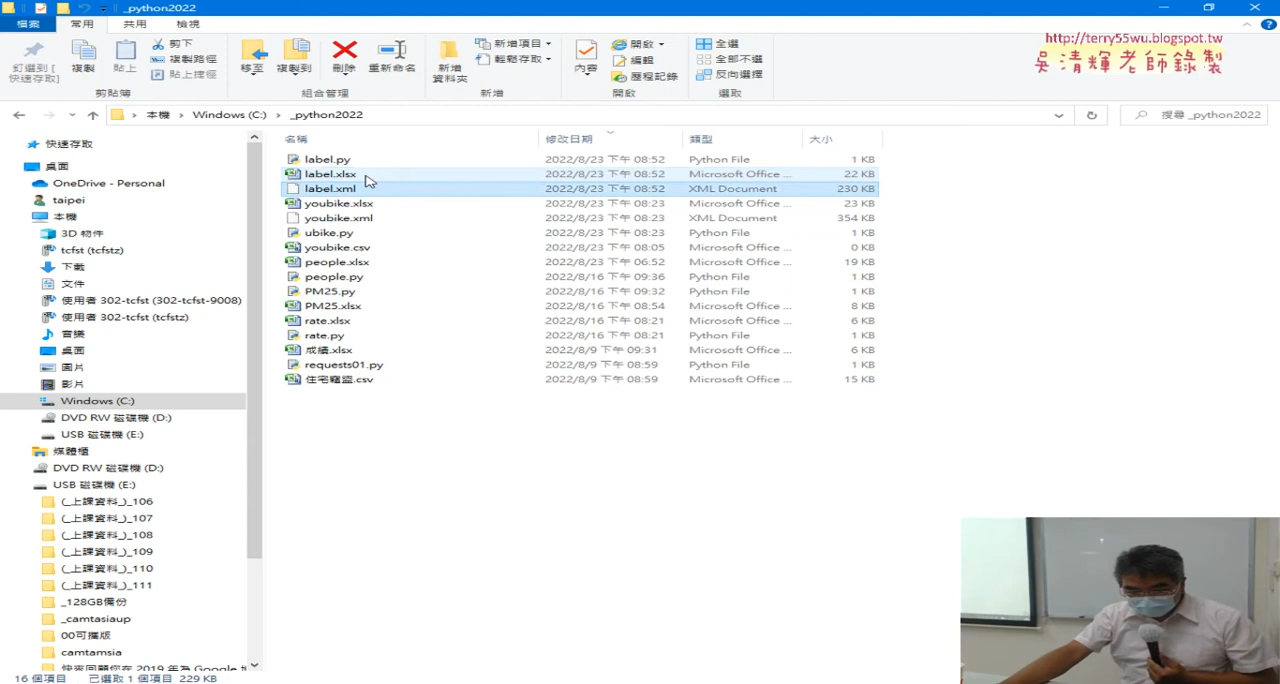 _python2022
檔案 常用 共用 檢視
釘選到 [快速存取]
複製
貼上
剪下
複製路徑
貼上捷徑
剪貼簿
移至
複製到
刪除
重新命名
組合管理
新增資料夾
新增項目
輕鬆存取
新增
內容
開啟
編輯
歷程記錄
開啟
全選
全部不選
反向選擇
選取
http://terry55wu.blogspot.tw
吳清輝老師錄製
本機 Windows (C:) _python2022
搜尋 _python2022
快速存取
桌面
OneDrive - Personal
taipei
本機
3D 物件
tcfst (tcfstz)
下載
文件
使用者 302-tcfst (302-tcfst-9008)
使用者 302-tcfst (tcfstz)
音樂
桌面
圖片
影片
Windows (C:)
DVD RW 磁碟機 (D:)
USB 磁碟機 (E:)
媒體櫃
DVD RW 磁碟機 (D:)
USB 磁碟機 (E:)
(_上課資料_)_106
(_上課資料_)_107
(_上課資料_)_108
(_上課資料_)_109
(_上課資料_)_110
(_上課資料_)_111
_128GB備份
_camtasiaup
00可攜版
camtamsia
快來回顧您在 2019 年為 Google
名稱 修改日期 類型 大小
label.py 2022/8/23 下午 08:52 Python File 1 KB
label.xlsx 2022/8/23 下午 08:52 Microsoft Office ... 22 KB
label.xml 2022/8/23 下午 08:52 XML Document 230 KB
youbike.xlsx 2022/8/23 下午 08:23 Microsoft Office ... 23 KB
youbike.xml 2022/8/23 下午 08:23 XML Document 354 KB
ubike.py 2022/8/23 下午 08:23 Python File 1 KB
youbike.csv 2022/8/23 下午 08:05 Microsoft Office ... 0 KB
people.xlsx 2022/8/23 下午 06:52 Microsoft Office ... 19 KB
people.py 2022/8/16 下午 09:36 Python File 1 KB
PM25.py 2022/8/16 下午 09:32 Python File 1 KB
PM25.xlsx 2022/8/16 下午 08:54 Microsoft Office ... 8 KB
rate.xlsx 2022/8/16 下午 08:21 Microsoft Office ... 6 KB
rate.py 2022/8/16 下午 08:21 Python File 1 KB
成績.xlsx 2022/8/9 下午 09:31 Microsoft Office ... 6 KB
requests01.py 2022/8/9 下午 08:59 Python File 1 KB
住宅竊盜.csv 2022/8/9 下午 08:59 Microsoft Office ... 15 KB
16 個項目 已選取 1 個項目 229 KB